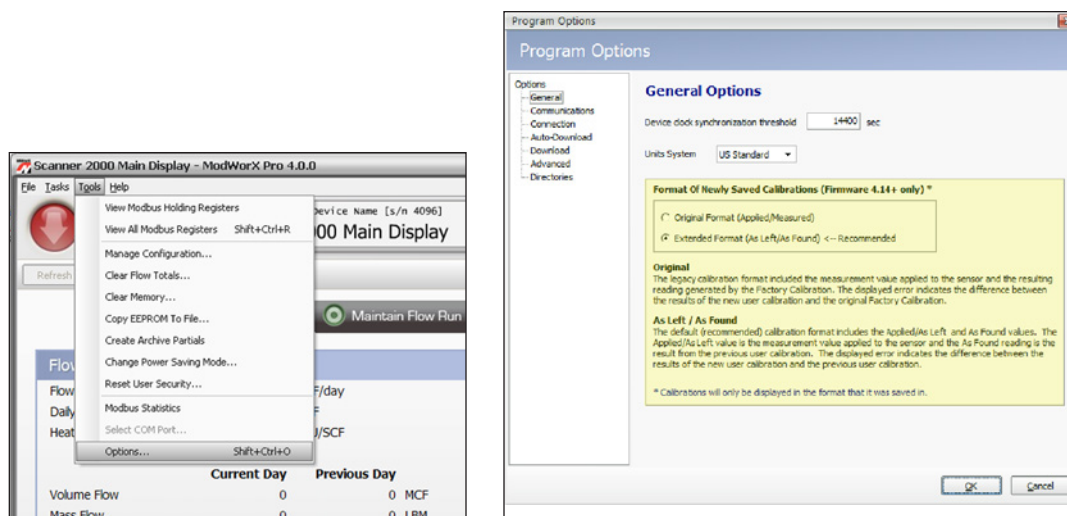 Scanner 2000 Main Display - ModWorX Pro 4.0.0
File Tasks Tools Help
Device Name [s/n 4096]
000 Main Display
Refresh
Maintain Flow Run
View Modbus Holding Registers
View All Modbus Registers Shift+Ctrl+R
Manage Configuration...
Clear Flow Totals...
Clear Memory...
Copy EEPROM To File...
Create Archive Partials
Change Power Saving Mode...
Reset User Security...
Modbus Statistics
Select COM Port...
Options... Shift+Ctrl+O
Flow
Flow F/day
Daily F
Heat J/SCF
Current Day Previous Day
Volume Flow 0 0 MCF
Mass Flow 0 0 LBM
Program Options
Program Options
Options
General
Communications
Connection
Auto-Download
Download
Advanced
Directories
General Options
Device clock synchronization threshold 14400 sec
Units System US Standard
Format Of Newly Saved Calibrations (Firmware 4.14+ only) *
Original Format (Applied/Measured)
Extended Format (As Left/As Found) <-- Recommended
Original
The legacy calibration format included the measurement value applied to the sensor and the resulting
reading generated by the Factory Calibration. The displayed error indicates the difference between
the results of the new user calibration and the original Factory Calibration.
As Left / As Found
The default (recommended) calibration format includes the Applied/As Left and As Found values. The
Applied/As Left value is the measurement value applied to the sensor and the As Found reading is the
result from the previous user calibration. The displayed error indicates the difference between the
results of the new user calibration and the previous user calibration.
* Calibrations will only be displayed in the format that it was saved in.
OK Cancel